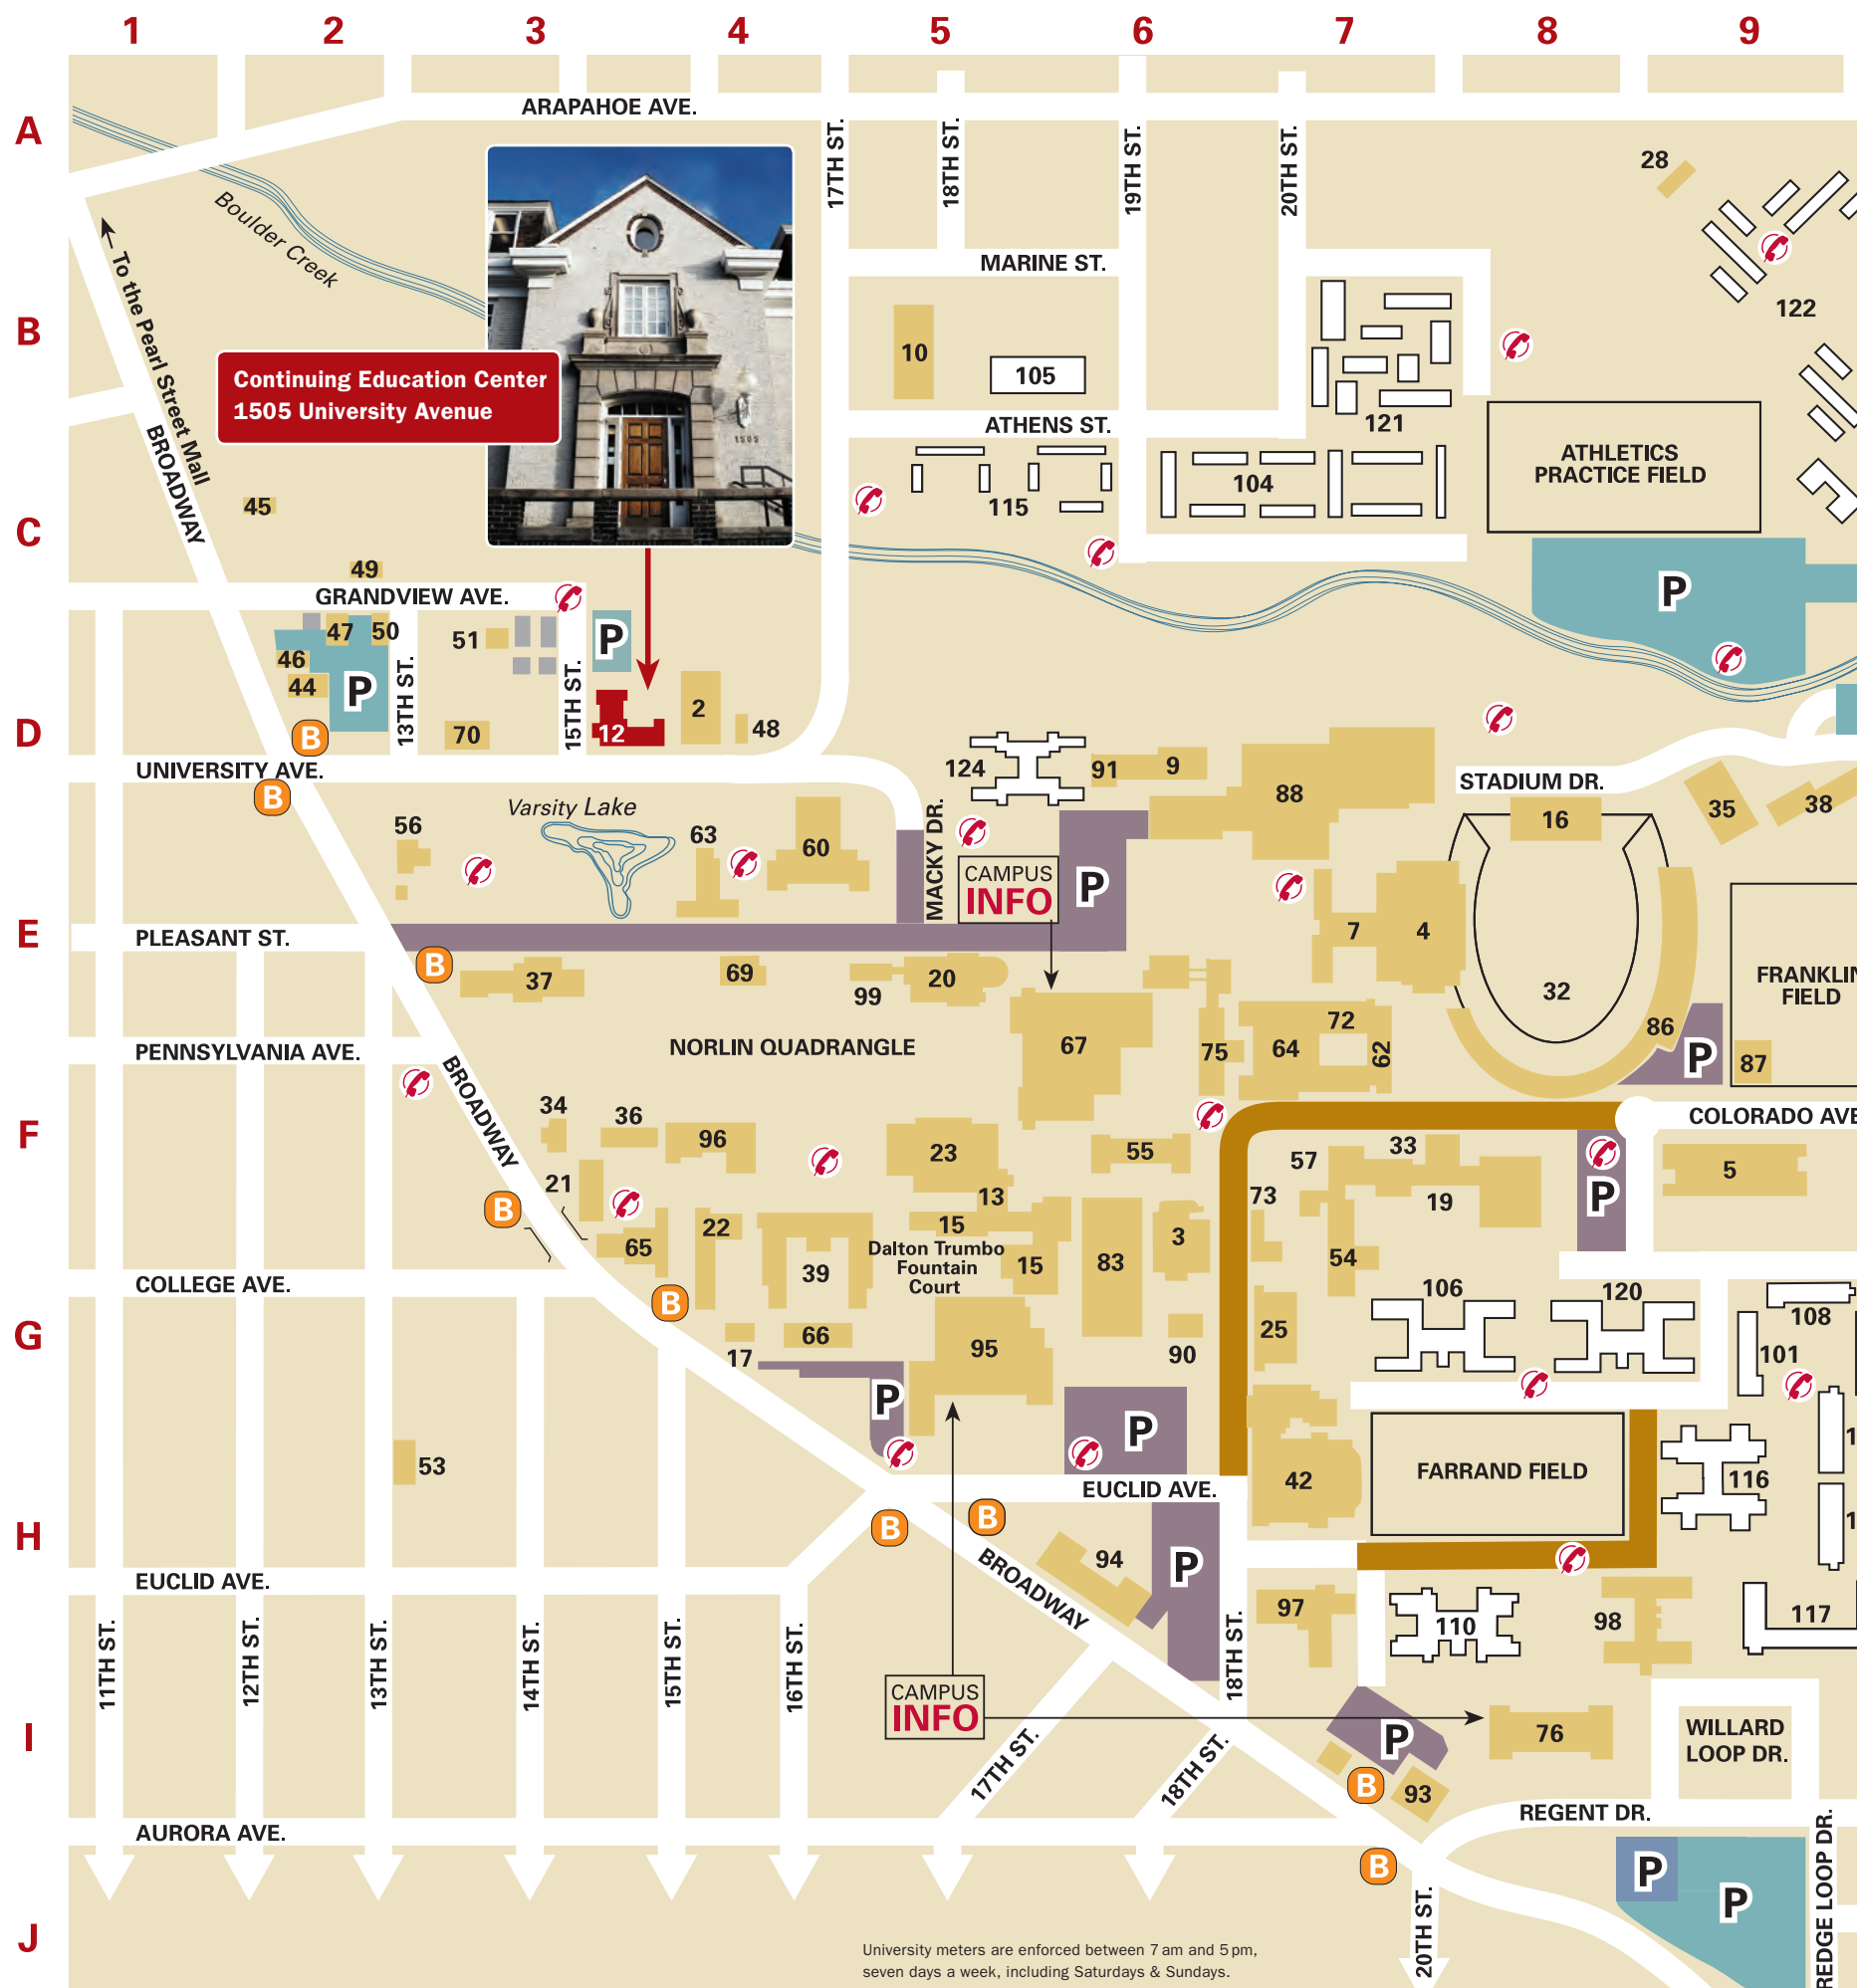 1 2 3 4 5 6 7 8 9
A
ARAPAHOE AVE.
17TH ST.
18TH ST.
19TH ST.
20TH ST.
28
Boulder Creek
To the Pearl Street Mall
MARINE ST.
122
B
10
105
Continuing Education Center
1505 University Avenue
1505
121
ATHENS ST.
BROADWAY
ATHLETICS
PRACTICE FIELD
104
45
115
C
49
P
GRANDVIEW AVE.
47
50
51
P
46
44
P
13TH ST.
15TH ST.
2
12
48
70
D
B
124
91
9
88
UNIVERSITY AVE.
B
STADIUM DR.
Varsity Lake
56
63
60
MACKY DR.
CAMPUS
INFO
P
16
35
38
E
PLEASANT ST.
7
4
B
37
69
99
20
32
FRANKLIN
FIELD
NORLIN QUADRANGLE
67
75
64
72
62
86
P
87
PENNSYLVANIA AVE.
BROADWAY
34
36
96
23
55
COLORADO AVE
F
57
33
5
21
13
73
19
P
B
22
15
3
65
Dalton Trumbo
Fountain
Court
39
15
83
54
COLLEGE AVE.
B
106
120
108
G
17
66
95
90
25
101
P
P
53
42
FARRAND FIELD
116
EUCLID AVE.
B
B
H
94
P
BROADWAY
EUCLID AVE.
97
110
98
117
11TH ST.
12TH ST.
13TH ST.
14TH ST.
15TH ST.
16TH ST.
18TH ST.
CAMPUS
INFO
I
17TH ST.
18TH ST.
P
76
WILLARD
LOOP DR.
B
93
REGENT DR.
AURORA AVE.
B
P
P
20TH ST.
REDGE LOOP DR.
J
University meters are enforced between 7 am and 5 pm,
seven days a week, including Saturdays & Sundays.